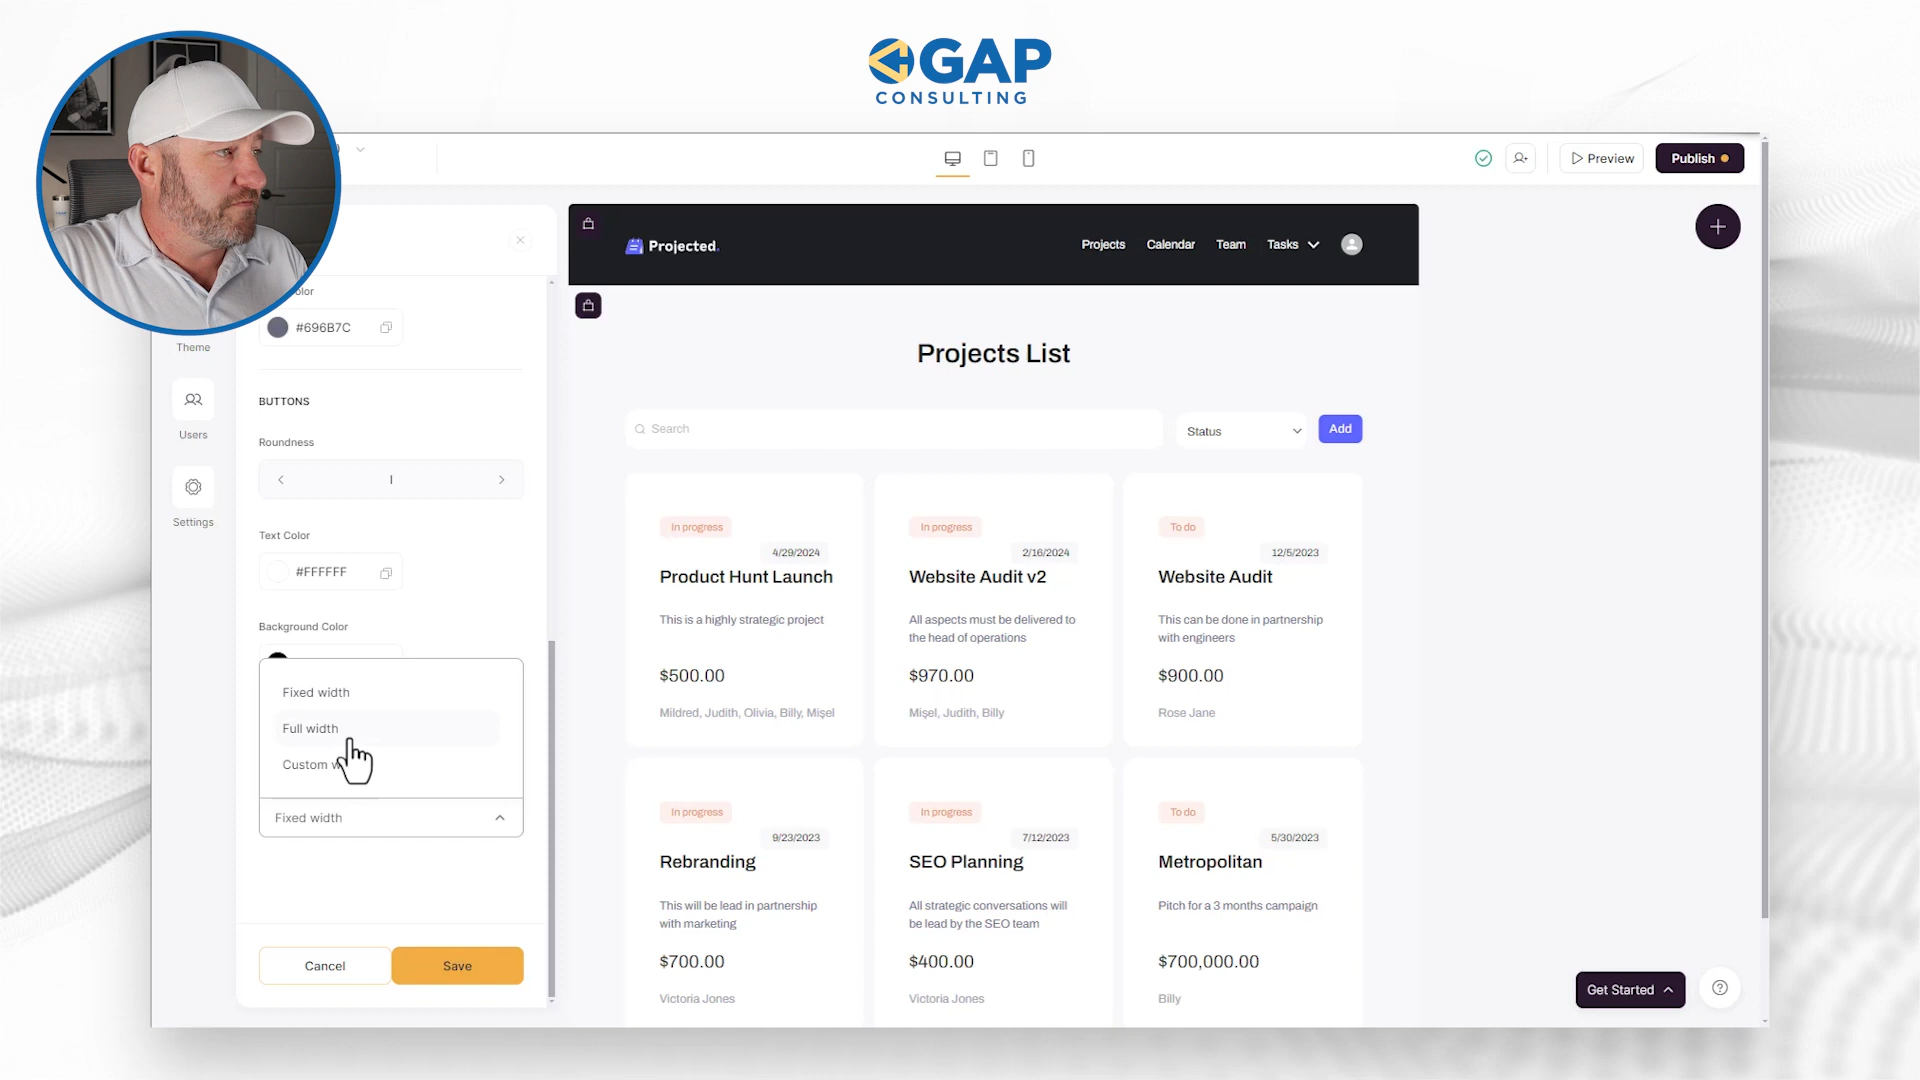 GAP
CONSULTING
Preview
Publish
Projected.
Projects
Calendar
Team
Tasks
#696B7C
Theme
Users
Settings
BUTTONS
Roundness
Text Color
#FFFFFF
Background Color
Fixed width
Full width
Custom
Fixed width
Cancel
Save
Projects List
Search
Status
Add
In progress
4/29/2024
Product Hunt Launch
This is a highly strategic project
$500.00
Mildred, Judith, Olivia, Billy, Mişel
In progress
2/16/2024
Website Audit v2
All aspects must be delivered to
the head of operations
$970.00
Mişel, Judith, Billy
To do
12/5/2023
Website Audit
This can be done in partnership
with engineers
$900.00
Rose Jane
In progress
9/23/2023
Rebranding
This will be lead in partnership
with marketing
$700.00
Victoria Jones
In progress
7/12/2023
SEO Planning
All strategic conversations will
be lead by the SEO team
$400.00
Victoria Jones
To do
5/30/2023
Metropolitan
Pitch for a 3 months campaign
$700,000.00
Billy
Get Started